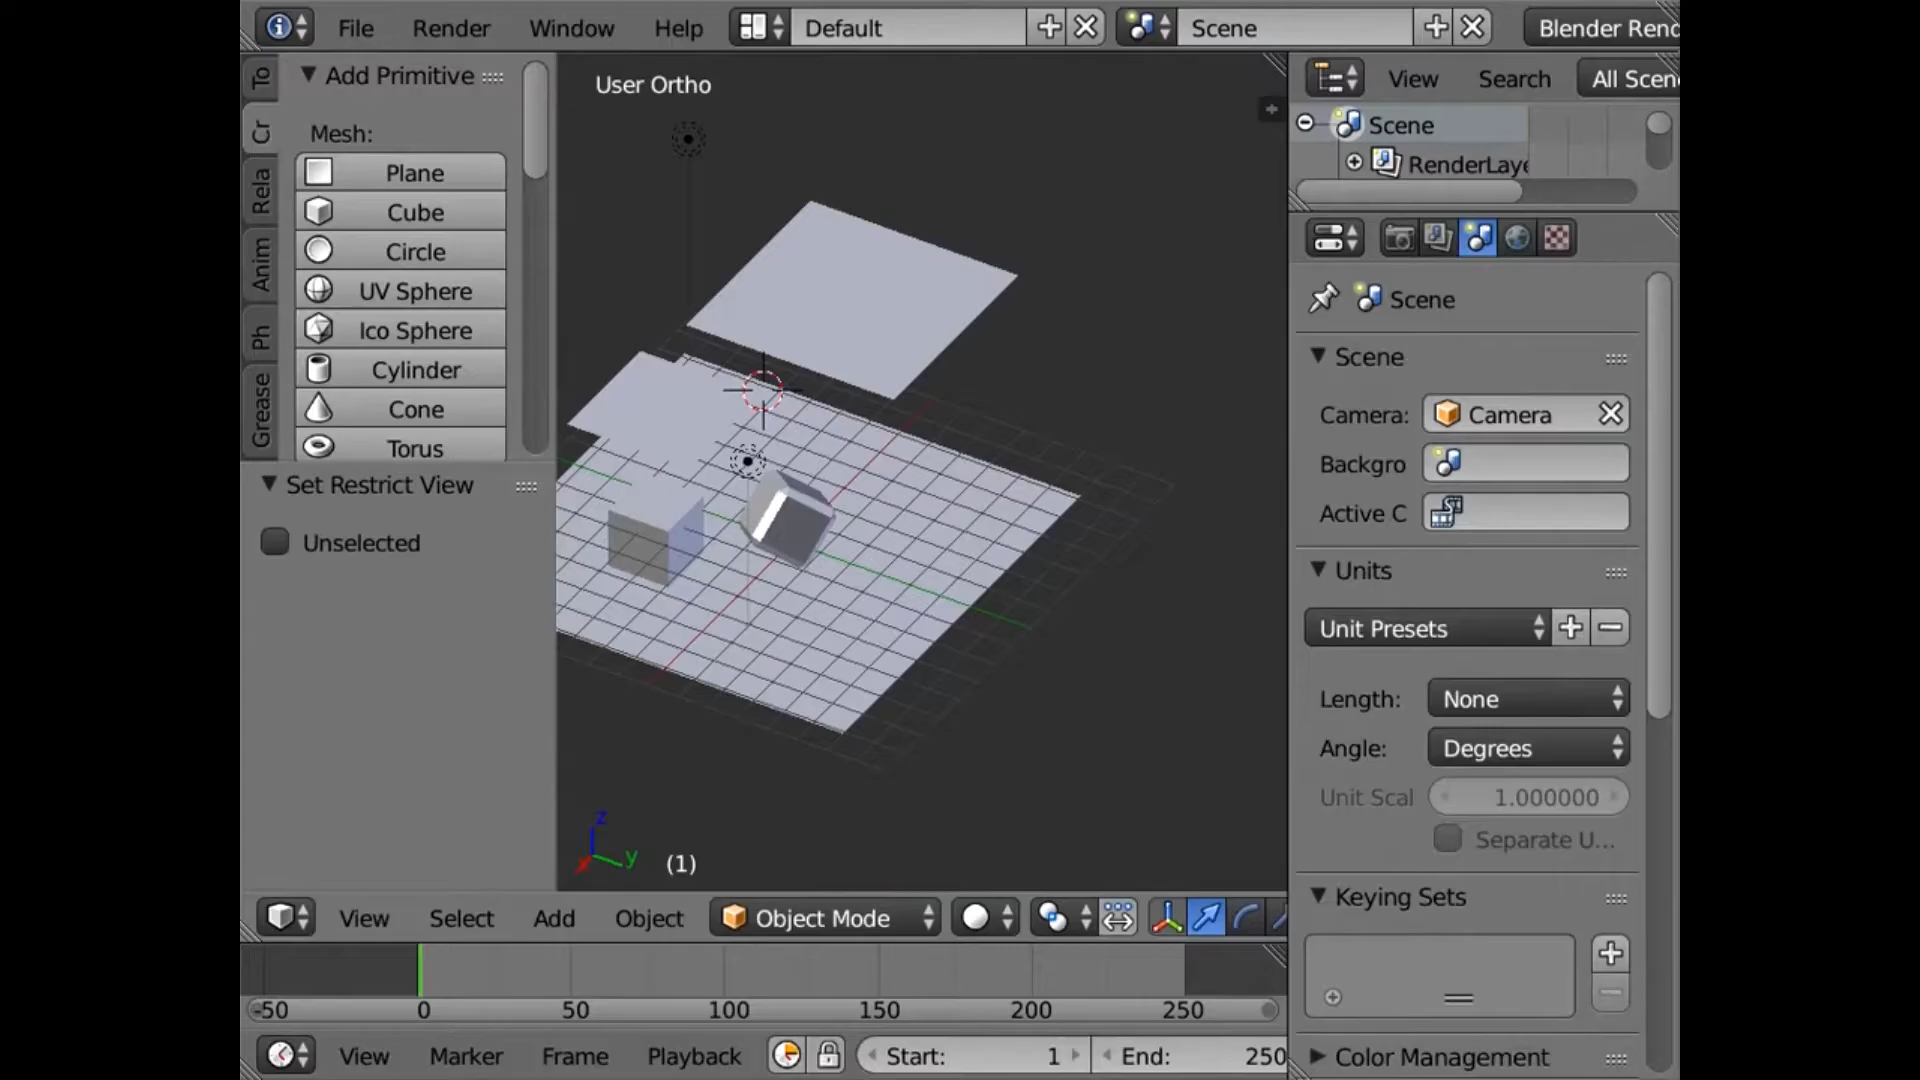 File Render Window Help Default Scene Blender Rend
To
Cr
Rela
Anim
Ph
Grease
Add Primitive
Mesh:
Plane
Cube
Circle
UV Sphere
Ico Sphere
Cylinder
Cone
Torus
Set Restrict View
Unselected
User Ortho
z
x y (1)
View Search All Scen
Scene
RenderLaye
Scene
Scene
Camera: Camera
Backgro
Active C
Units
Unit Presets
Length: None
Angle: Degrees
Unit Scal 1.000000
Separate U...
Keying Sets
Color Management
View Select Add Object Object Mode
-50 0 50 100 150 200 250
View Marker Frame Playback Start: 1 End: 250